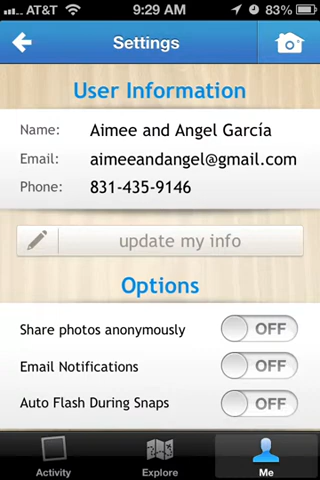 AT&T 9:29 AM 83%
Settings
User Information
Name: Aimee and Angel García
Email: aimeeandangel@gmail.com
Phone: 831-435-9146
update my info
Options
Share photos anonymously OFF
Email Notifications OFF
Auto Flash During Snaps OFF
Activity Explore Me